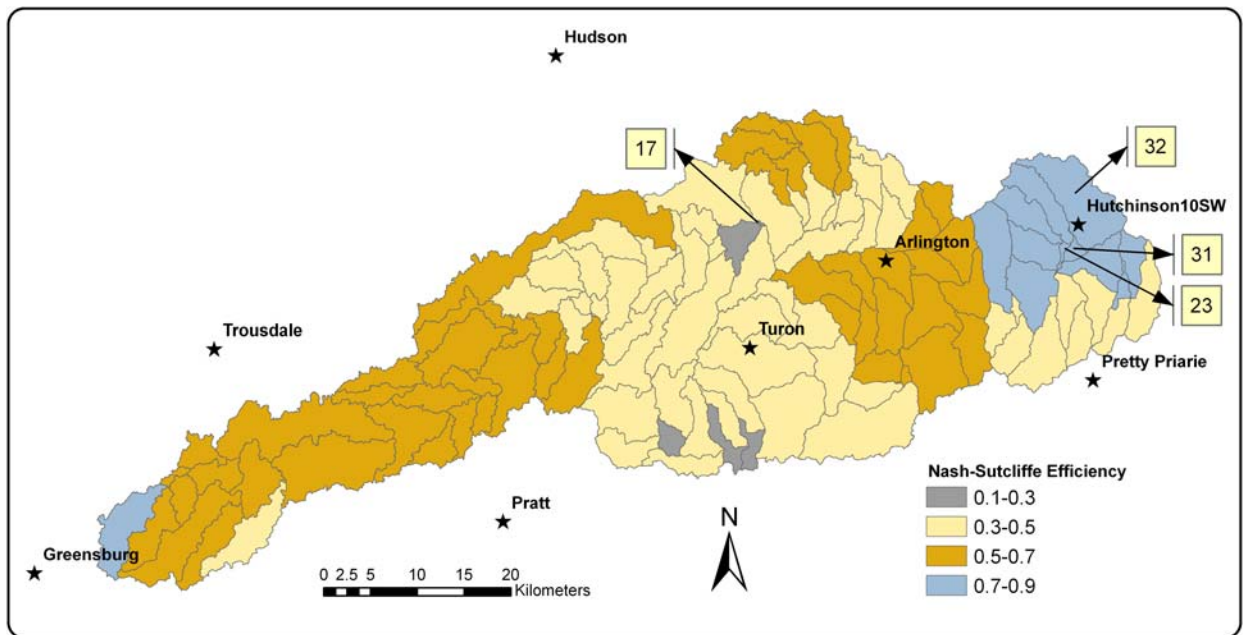 Hudson
17
32
Hutchinson10SW
Arlington
31
23
Trousdale
Turon
Pretty Priarie
Nash-Sutcliffe Efficiency
0.1-0.3
0.3-0.5
0.5-0.7
0.7-0.9
Pratt
N
Greensburg
0 2.5 5 10 15 20
Kilometers